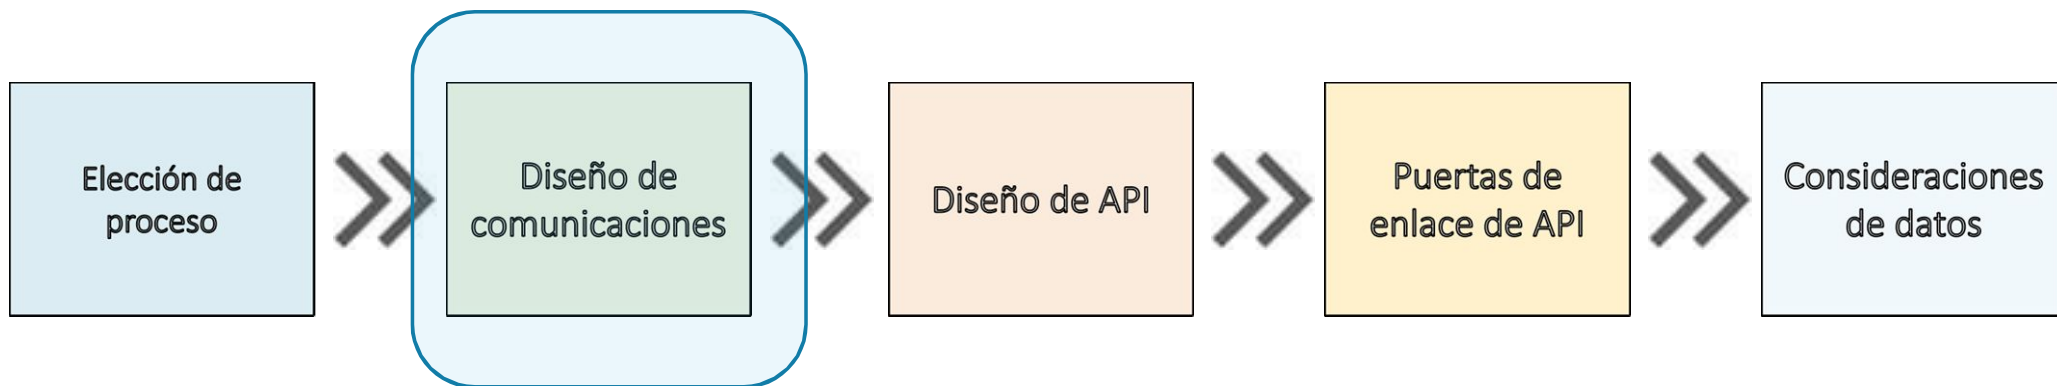 Elección de
proceso
Diseño de
comunicaciones
Diseño de API
Puertas de
enlace de API
Consideraciones
de datos